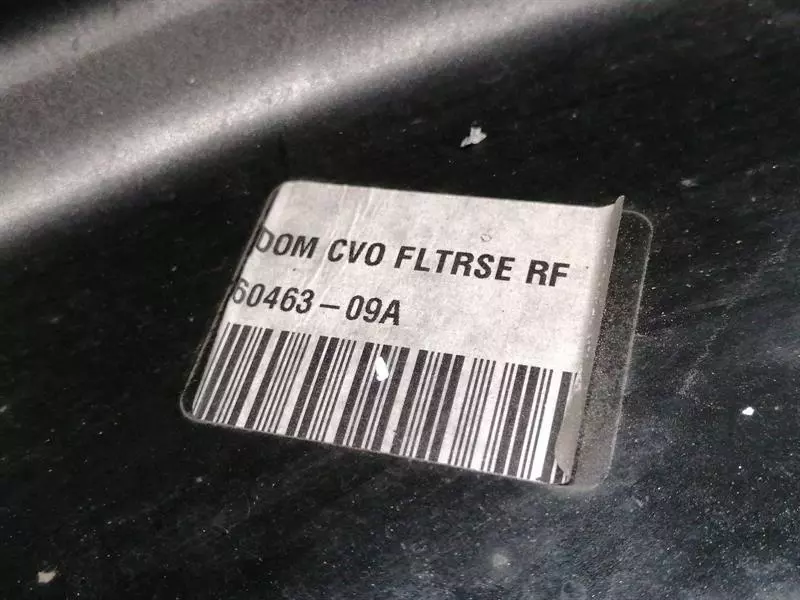 DOM CVO FLTRSE RF
60463-09A